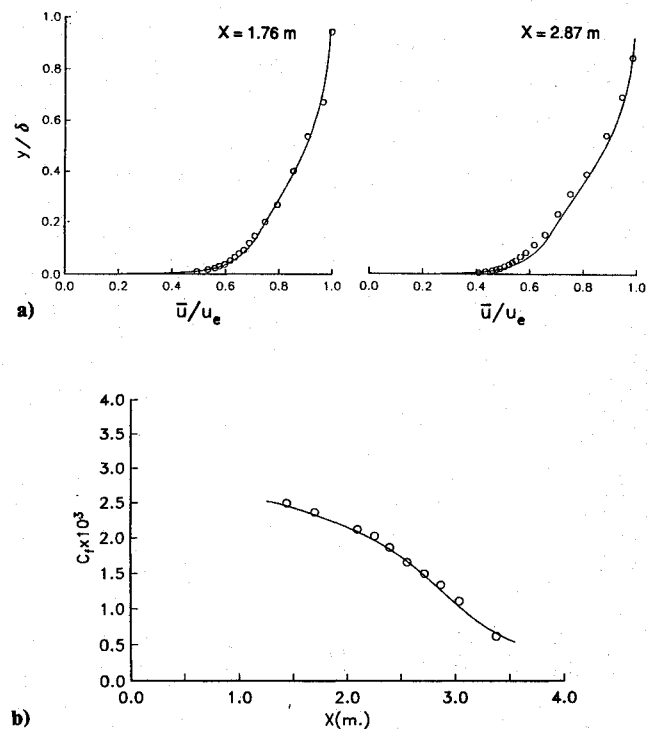 X = 1.76 m
X = 2.87 m
y/δ
1.0
0.8
0.6
0.4
0.2
0.0
0.0 0.2 0.4 0.6 0.8 1.0
0.0 0.2 0.4 0.6 0.8 1.0
a)
u̅/uₑ
u̅/uₑ
C_f x10³
4.0
3.5
3.0
2.5
2.0
1.5
1.0
0.5
0.0 1.0 2.0 3.0 4.0
b)
X(m.)